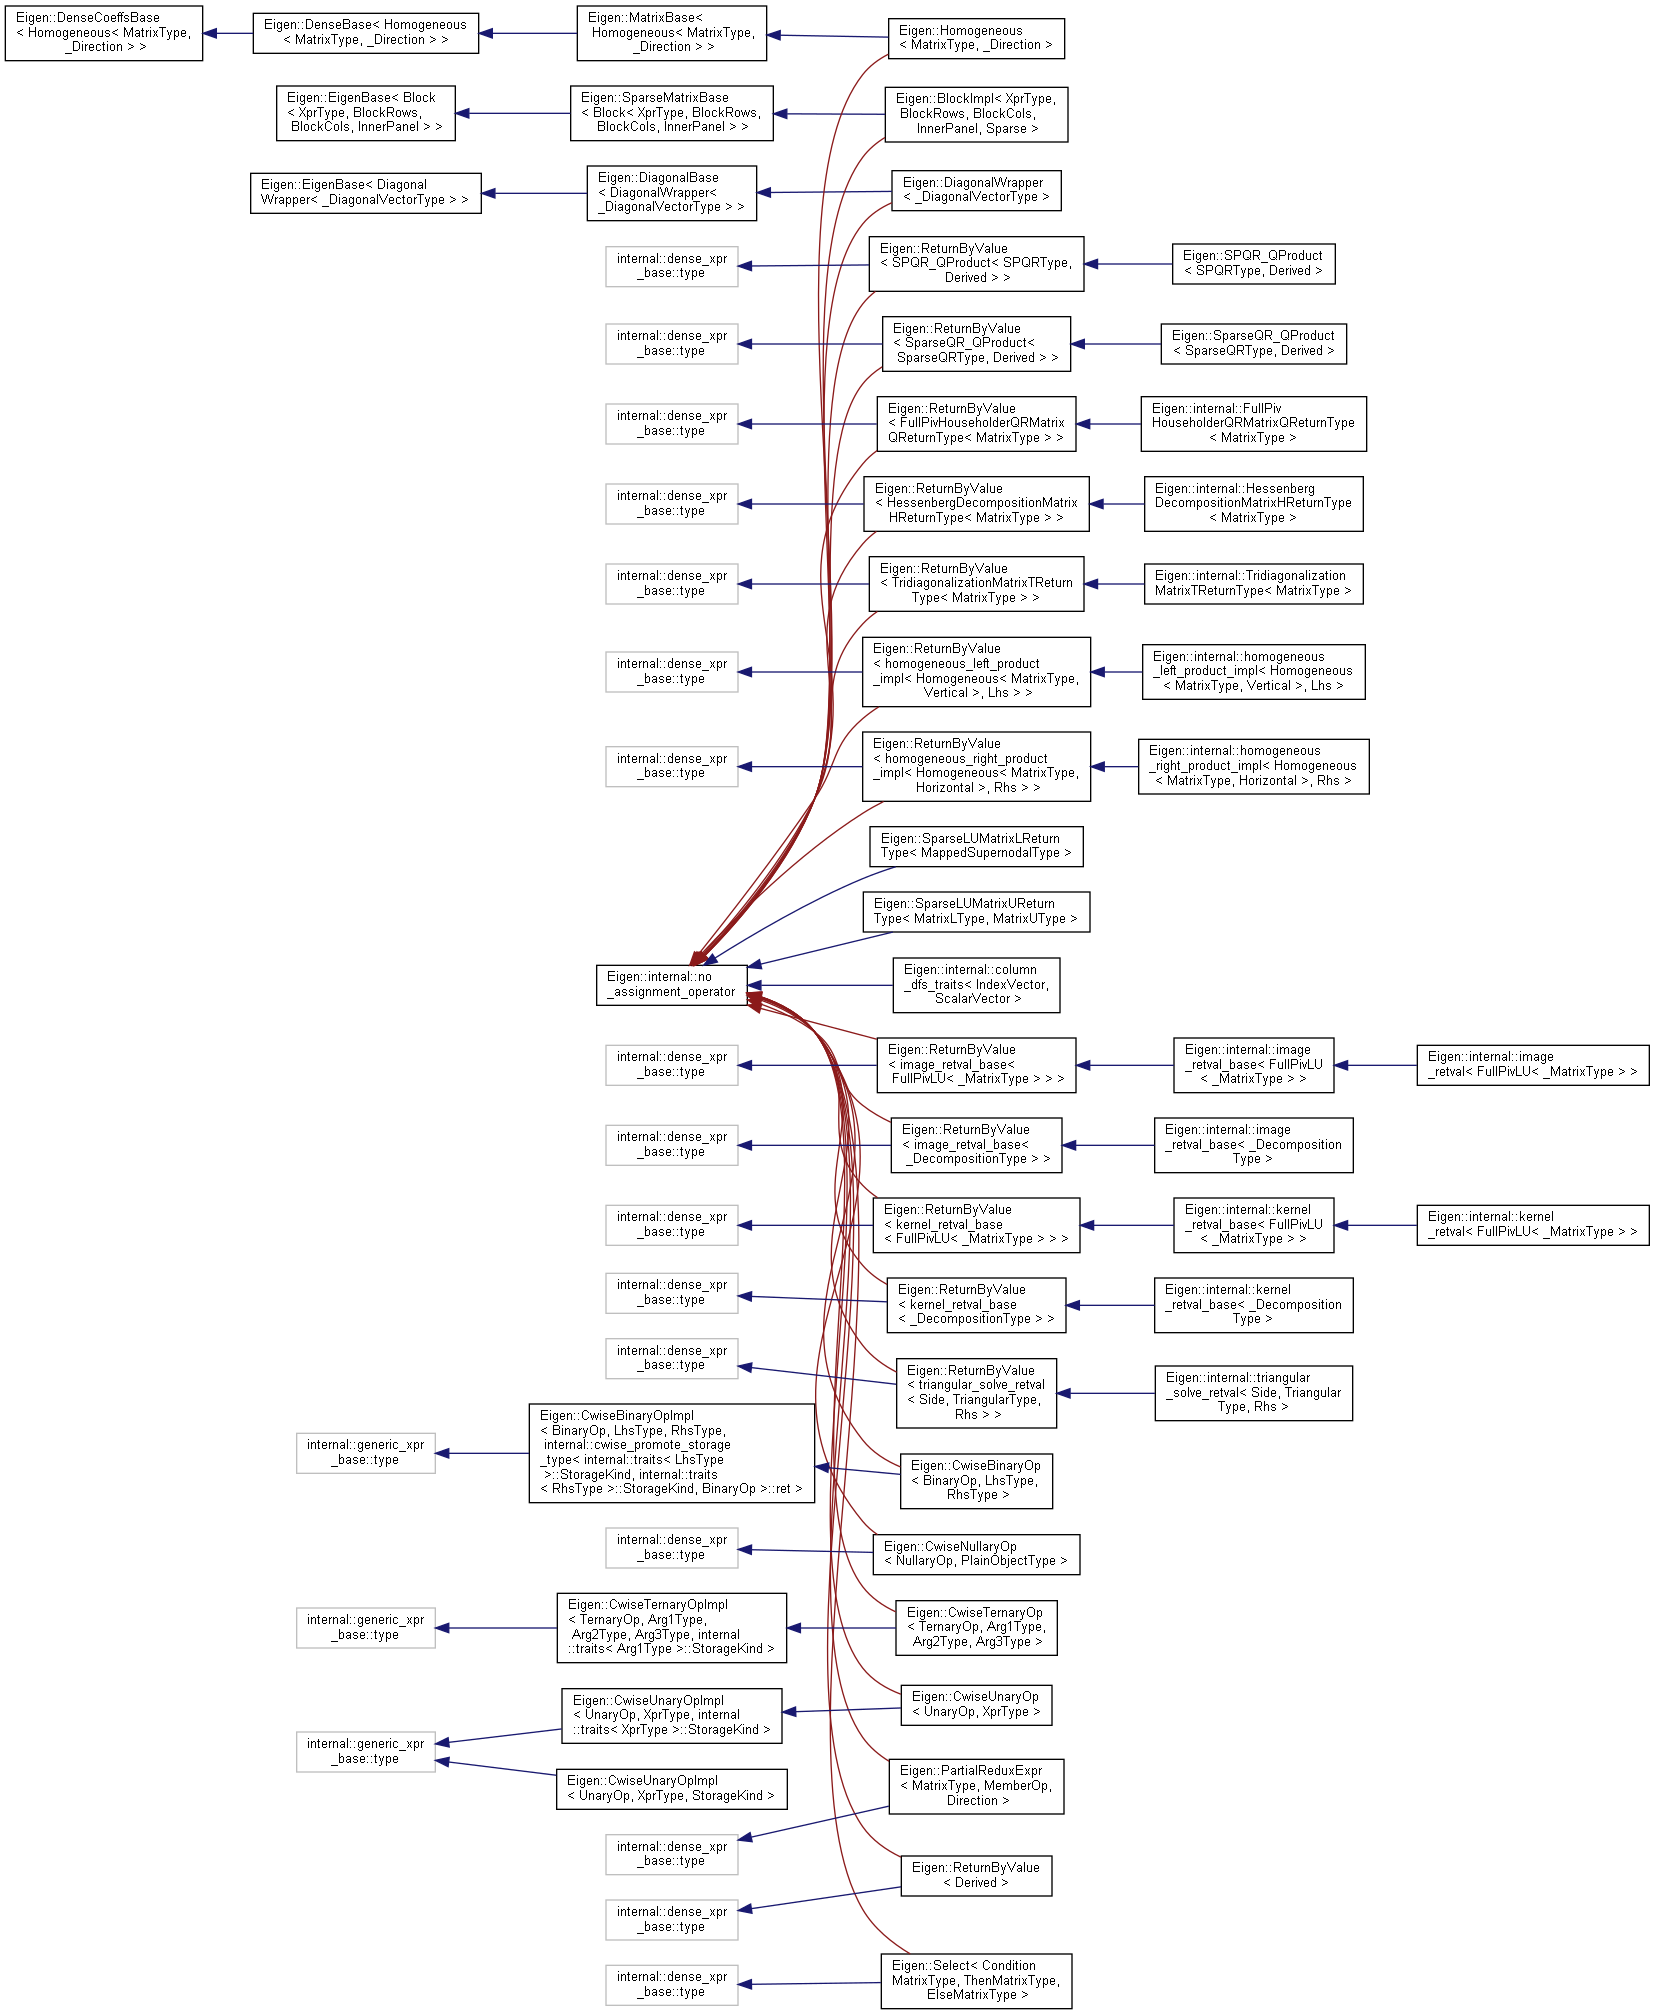 Eigen::DenseCoeffsBase
< Homogeneous< MatrixType,
_Direction > >
Eigen::DenseBase< Homogeneous
< MatrixType, _Direction > >
Eigen::MatrixBase<
Homogeneous< MatrixType,
_Direction > >
Eigen::Homogeneous
< MatrixType, _Direction >
Eigen::EigenBase< Block
< XprType, BlockRows,
BlockCols, InnerPanel > >
Eigen::SparseMatrixBase
< Block< XprType, BlockRows,
BlockCols, InnerPanel > >
Eigen::BlockImpl< XprType,
BlockRows, BlockCols,
InnerPanel, Sparse >
Eigen::EigenBase< Diagonal
Wrapper< _DiagonalVectorType > >
Eigen::DiagonalBase
< DiagonalWrapper<
_DiagonalVectorType > >
Eigen::DiagonalWrapper
< _DiagonalVectorType >
internal::dense_xpr
_base::type
Eigen::ReturnByValue
< SPQR_QProduct< SPQRType,
Derived > >
Eigen::SPQR_QProduct
< SPQRType, Derived >
internal::dense_xpr
_base::type
Eigen::ReturnByValue
< SparseQR_QProduct<
SparseQRType, Derived > >
Eigen::SparseQR_QProduct
< SparseQRType, Derived >
internal::dense_xpr
_base::type
Eigen::ReturnByValue
< FullPivHouseholderQRMatrix
QReturnType< MatrixType > >
Eigen::internal::FullPiv
HouseholderQRMatrixQReturnType
< MatrixType >
internal::dense_xpr
_base::type
Eigen::ReturnByValue
< HessenbergDecompositionMatrix
HReturnType< MatrixType > >
Eigen::internal::Hessenberg
DecompositionMatrixHReturnType
< MatrixType >
internal::dense_xpr
_base::type
Eigen::ReturnByValue
< TridiagonalizationMatrixTReturn
Type< MatrixType > >
Eigen::internal::Tridiagonalization
MatrixTReturnType< MatrixType >
internal::dense_xpr
_base::type
Eigen::ReturnByValue
< homogeneous_left_product
_impl< Homogeneous< MatrixType,
Vertical >, Lhs > >
Eigen::internal::homogeneous
_left_product_impl< Homogeneous
< MatrixType, Vertical >, Lhs >
internal::dense_xpr
_base::type
Eigen::ReturnByValue
< homogeneous_right_product
_impl< Homogeneous< MatrixType,
Horizontal >, Rhs > >
Eigen::internal::homogeneous
_right_product_impl< Homogeneous
< MatrixType, Horizontal >, Rhs >
Eigen::SparseLUMatrixLReturn
Type< MappedSupernodalType >
Eigen::SparseLUMatrixUReturn
Type< MatrixLType, MatrixUType >
Eigen::internal::no
_assignment_operator
Eigen::internal::column
_dfs_traits< IndexVector,
ScalarVector >
internal::dense_xpr
_base::type
Eigen::ReturnByValue
< image_retval_base<
FullPivLU< _MatrixType > > >
Eigen::internal::image
_retval_base< FullPivLU
< _MatrixType > >
Eigen::internal::image
_retval< FullPivLU< _MatrixType > >
internal::dense_xpr
_base::type
Eigen::ReturnByValue
< image_retval_base<
_DecompositionType > >
Eigen::internal::image
_retval_base< _Decomposition
Type >
internal::dense_xpr
_base::type
Eigen::ReturnByValue
< kernel_retval_base
< FullPivLU< _MatrixType > > >
Eigen::internal::kernel
_retval_base< FullPivLU
< _MatrixType > >
Eigen::internal::kernel
_retval< FullPivLU< _MatrixType > >
internal::dense_xpr
_base::type
Eigen::ReturnByValue
< kernel_retval_base
< _DecompositionType > >
Eigen::internal::kernel
_retval_base< _Decomposition
Type >
internal::dense_xpr
_base::type
Eigen::ReturnByValue
< triangular_solve_retval
< Side, TriangularType,
Rhs > >
Eigen::internal::triangular
_solve_retval< Side, Triangular
Type, Rhs >
internal::generic_xpr
_base::type
Eigen::CwiseBinaryOpImpl
< BinaryOp, LhsType, RhsType,
internal::cwise_promote_storage
_type< internal::traits< LhsType
>::StorageKind, internal::traits
< RhsType >::StorageKind, BinaryOp >::ret >
Eigen::CwiseBinaryOp
< BinaryOp, LhsType,
RhsType >
internal::dense_xpr
_base::type
Eigen::CwiseNullaryOp
< NullaryOp, PlainObjectType >
internal::generic_xpr
_base::type
Eigen::CwiseTernaryOpImpl
< TernaryOp, Arg1Type,
Arg2Type, Arg3Type, internal
::traits< Arg1Type >::StorageKind >
Eigen::CwiseTernaryOp
< TernaryOp, Arg1Type,
Arg2Type, Arg3Type >
internal::generic_xpr
_base::type
Eigen::CwiseUnaryOpImpl
< UnaryOp, XprType, internal
::traits< XprType >::StorageKind >
Eigen::CwiseUnaryOp
< UnaryOp, XprType >
Eigen::CwiseUnaryOpImpl
< UnaryOp, XprType, StorageKind >
Eigen::PartialReduxExpr
< MatrixType, MemberOp,
Direction >
internal::dense_xpr
_base::type
Eigen::ReturnByValue
< Derived >
internal::dense_xpr
_base::type
Eigen::Select< Condition
MatrixType, ThenMatrixType,
ElseMatrixType >
internal::dense_xpr
_base::type